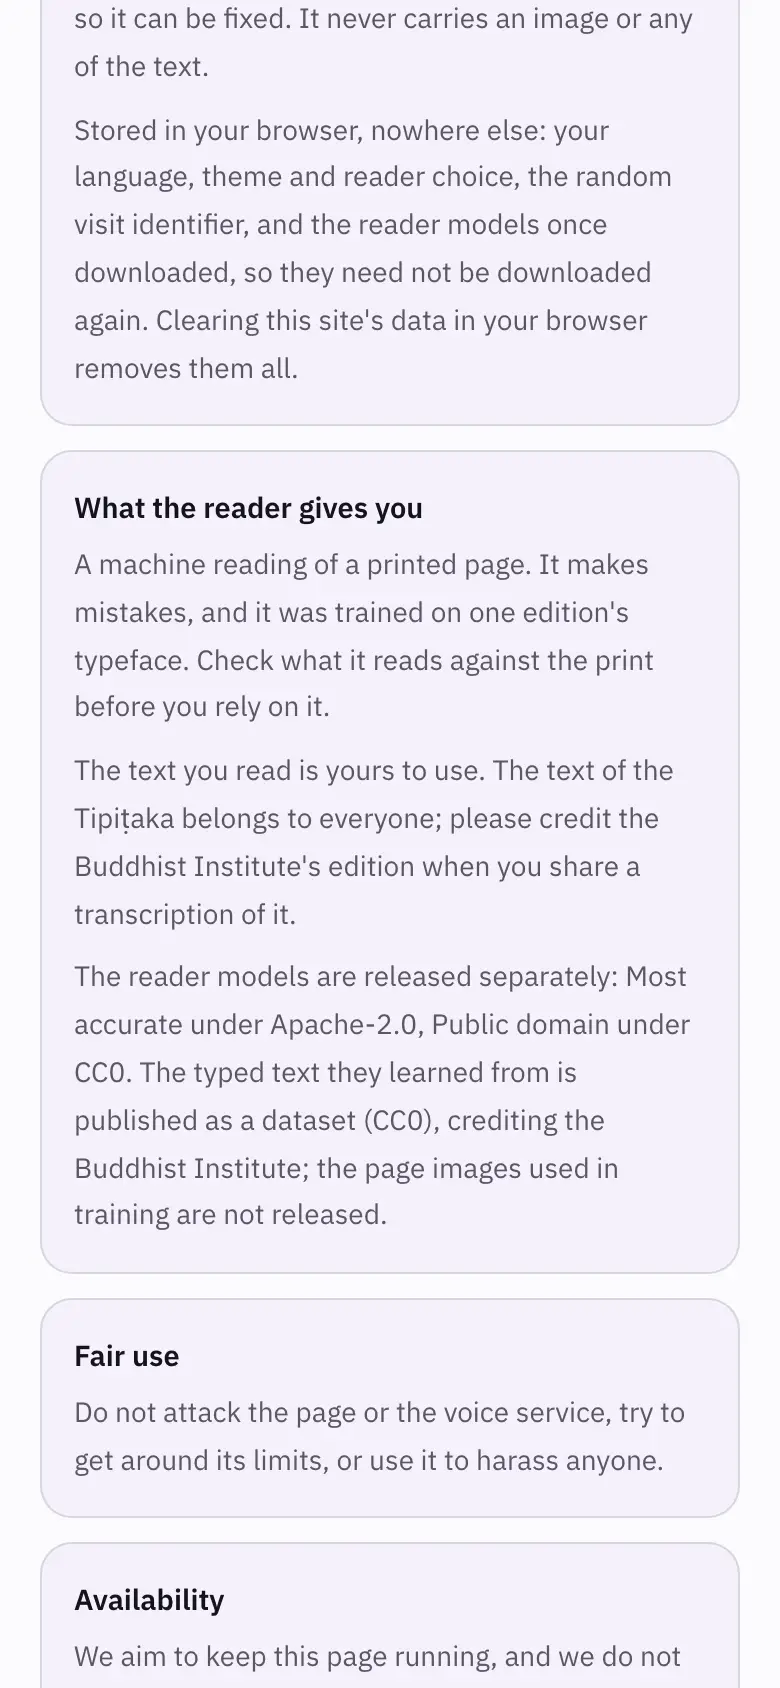 so it can be fixed. It never carries an image or any
of the text.
Stored in your browser, nowhere else: your
language, theme and reader choice, the random
visit identifier, and the reader models once
downloaded, so they need not be downloaded
again. Clearing this site's data in your browser
removes them all.
What the reader gives you
A machine reading of a printed page. It makes
mistakes, and it was trained on one edition's
typeface. Check what it reads against the print
before you rely on it.
The text you read is yours to use. The text of the
Tipiṭaka belongs to everyone; please credit the
Buddhist Institute's edition when you share a
transcription of it.
The reader models are released separately: Most
accurate under Apache-2.0, Public domain under
CC0. The typed text they learned from is
published as a dataset (CC0), crediting the
Buddhist Institute; the page images used in
training are not released.
Fair use
Do not attack the page or the voice service, try to
get around its limits, or use it to harass anyone.
Availability
We aim to keep this page running, and we do not